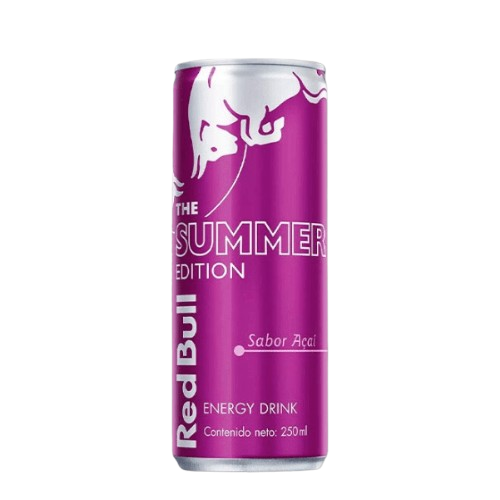 THE
SUMMER
EDITION
Red Bull
Sabor Açaí
ENERGY DRINK
Contenido neto: 250ml